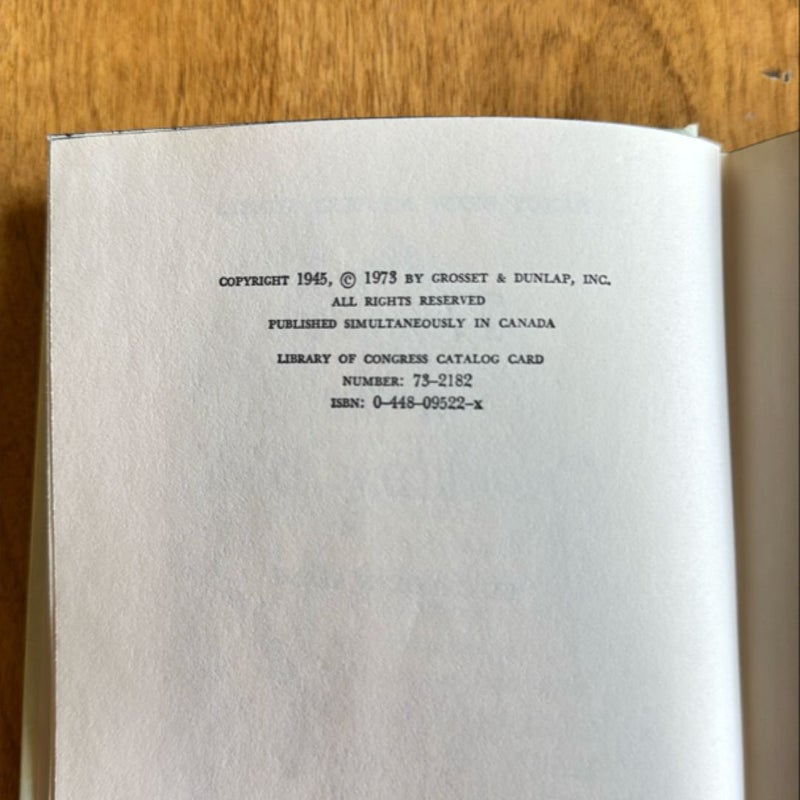 COPYRIGHT 1945, © 1973 BY GROSSET & DUNLAP, INC.
ALL RIGHTS RESERVED
PUBLISHED SIMULTANEOUSLY IN CANADA
LIBRARY OF CONGRESS CATALOG CARD
NUMBER: 73-2182
ISBN: 0-448-09522-x